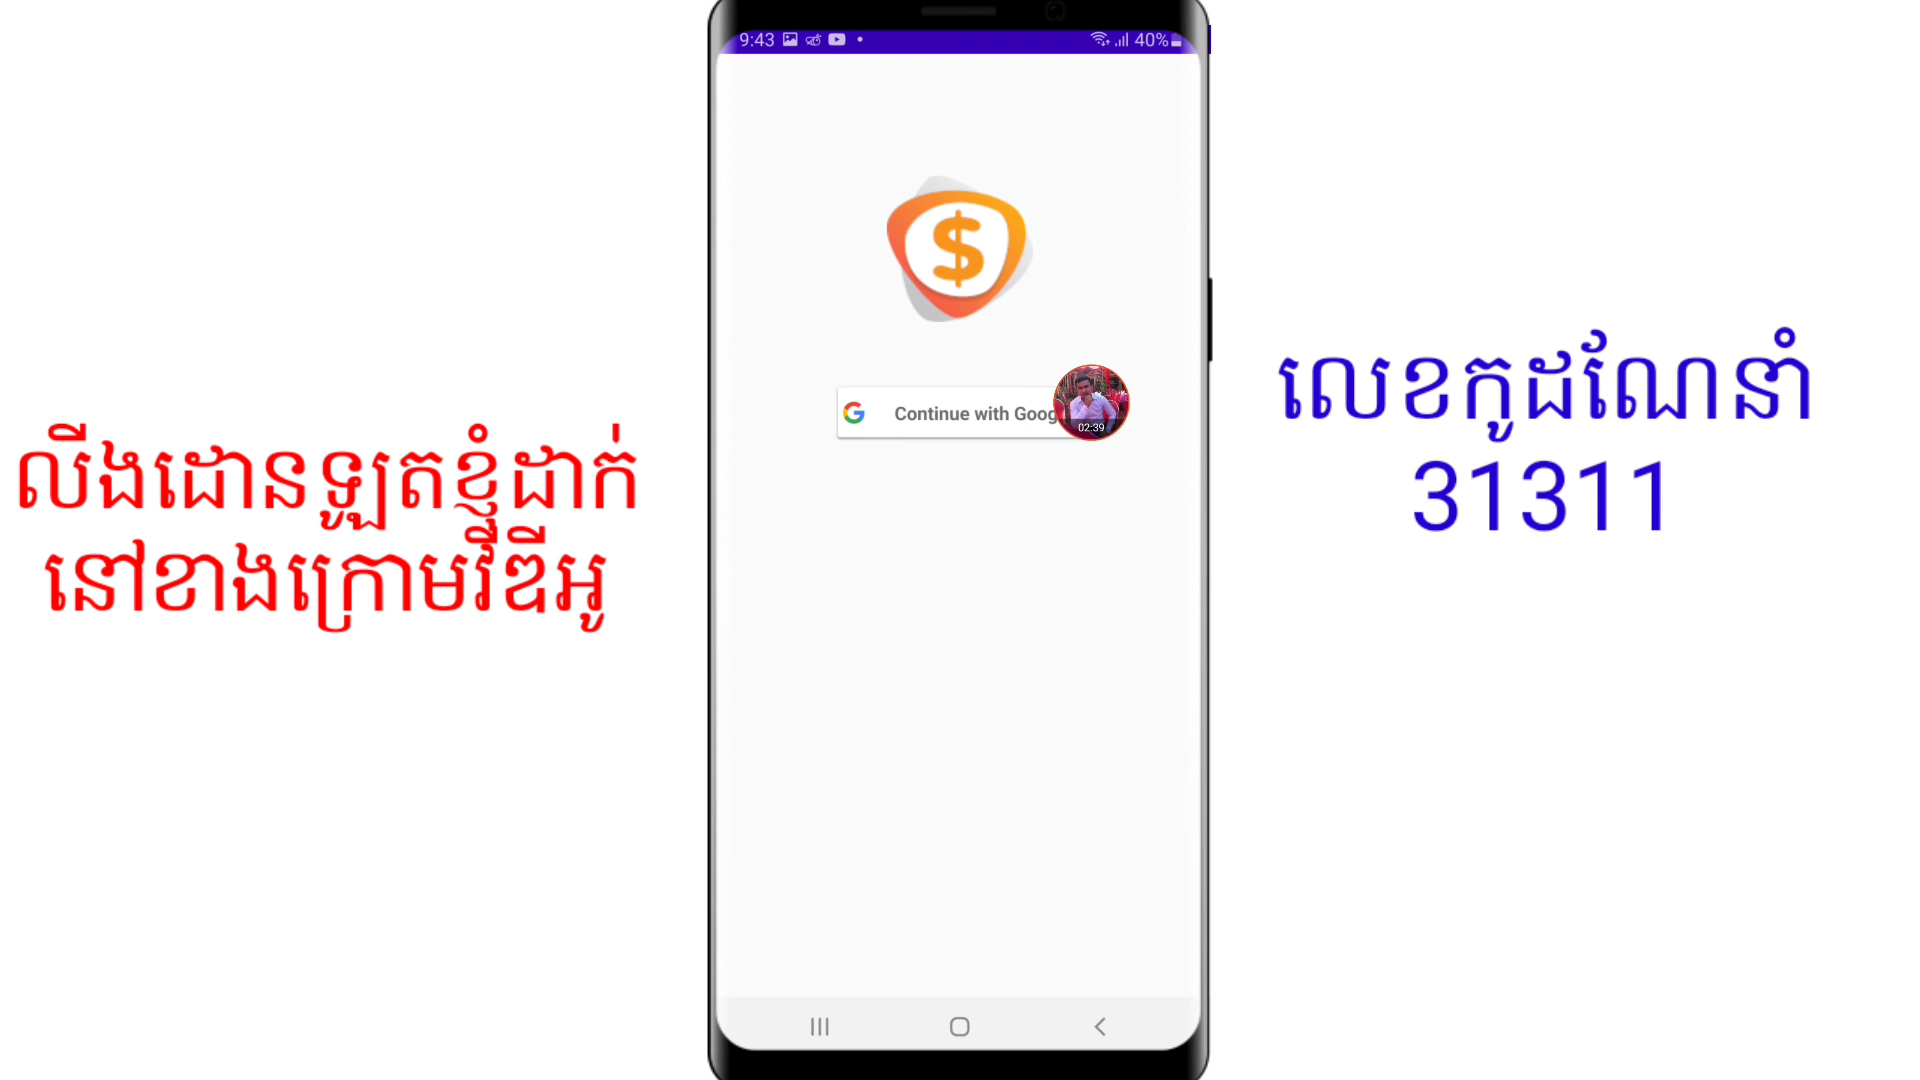 9:43
40%
$
Continue with Goog
02:39
លីងដោនឡូតខ្ញុំដាក់
នៅខាងក្រោមវីឌីអូ
លេខកូដណែនាំ
31311